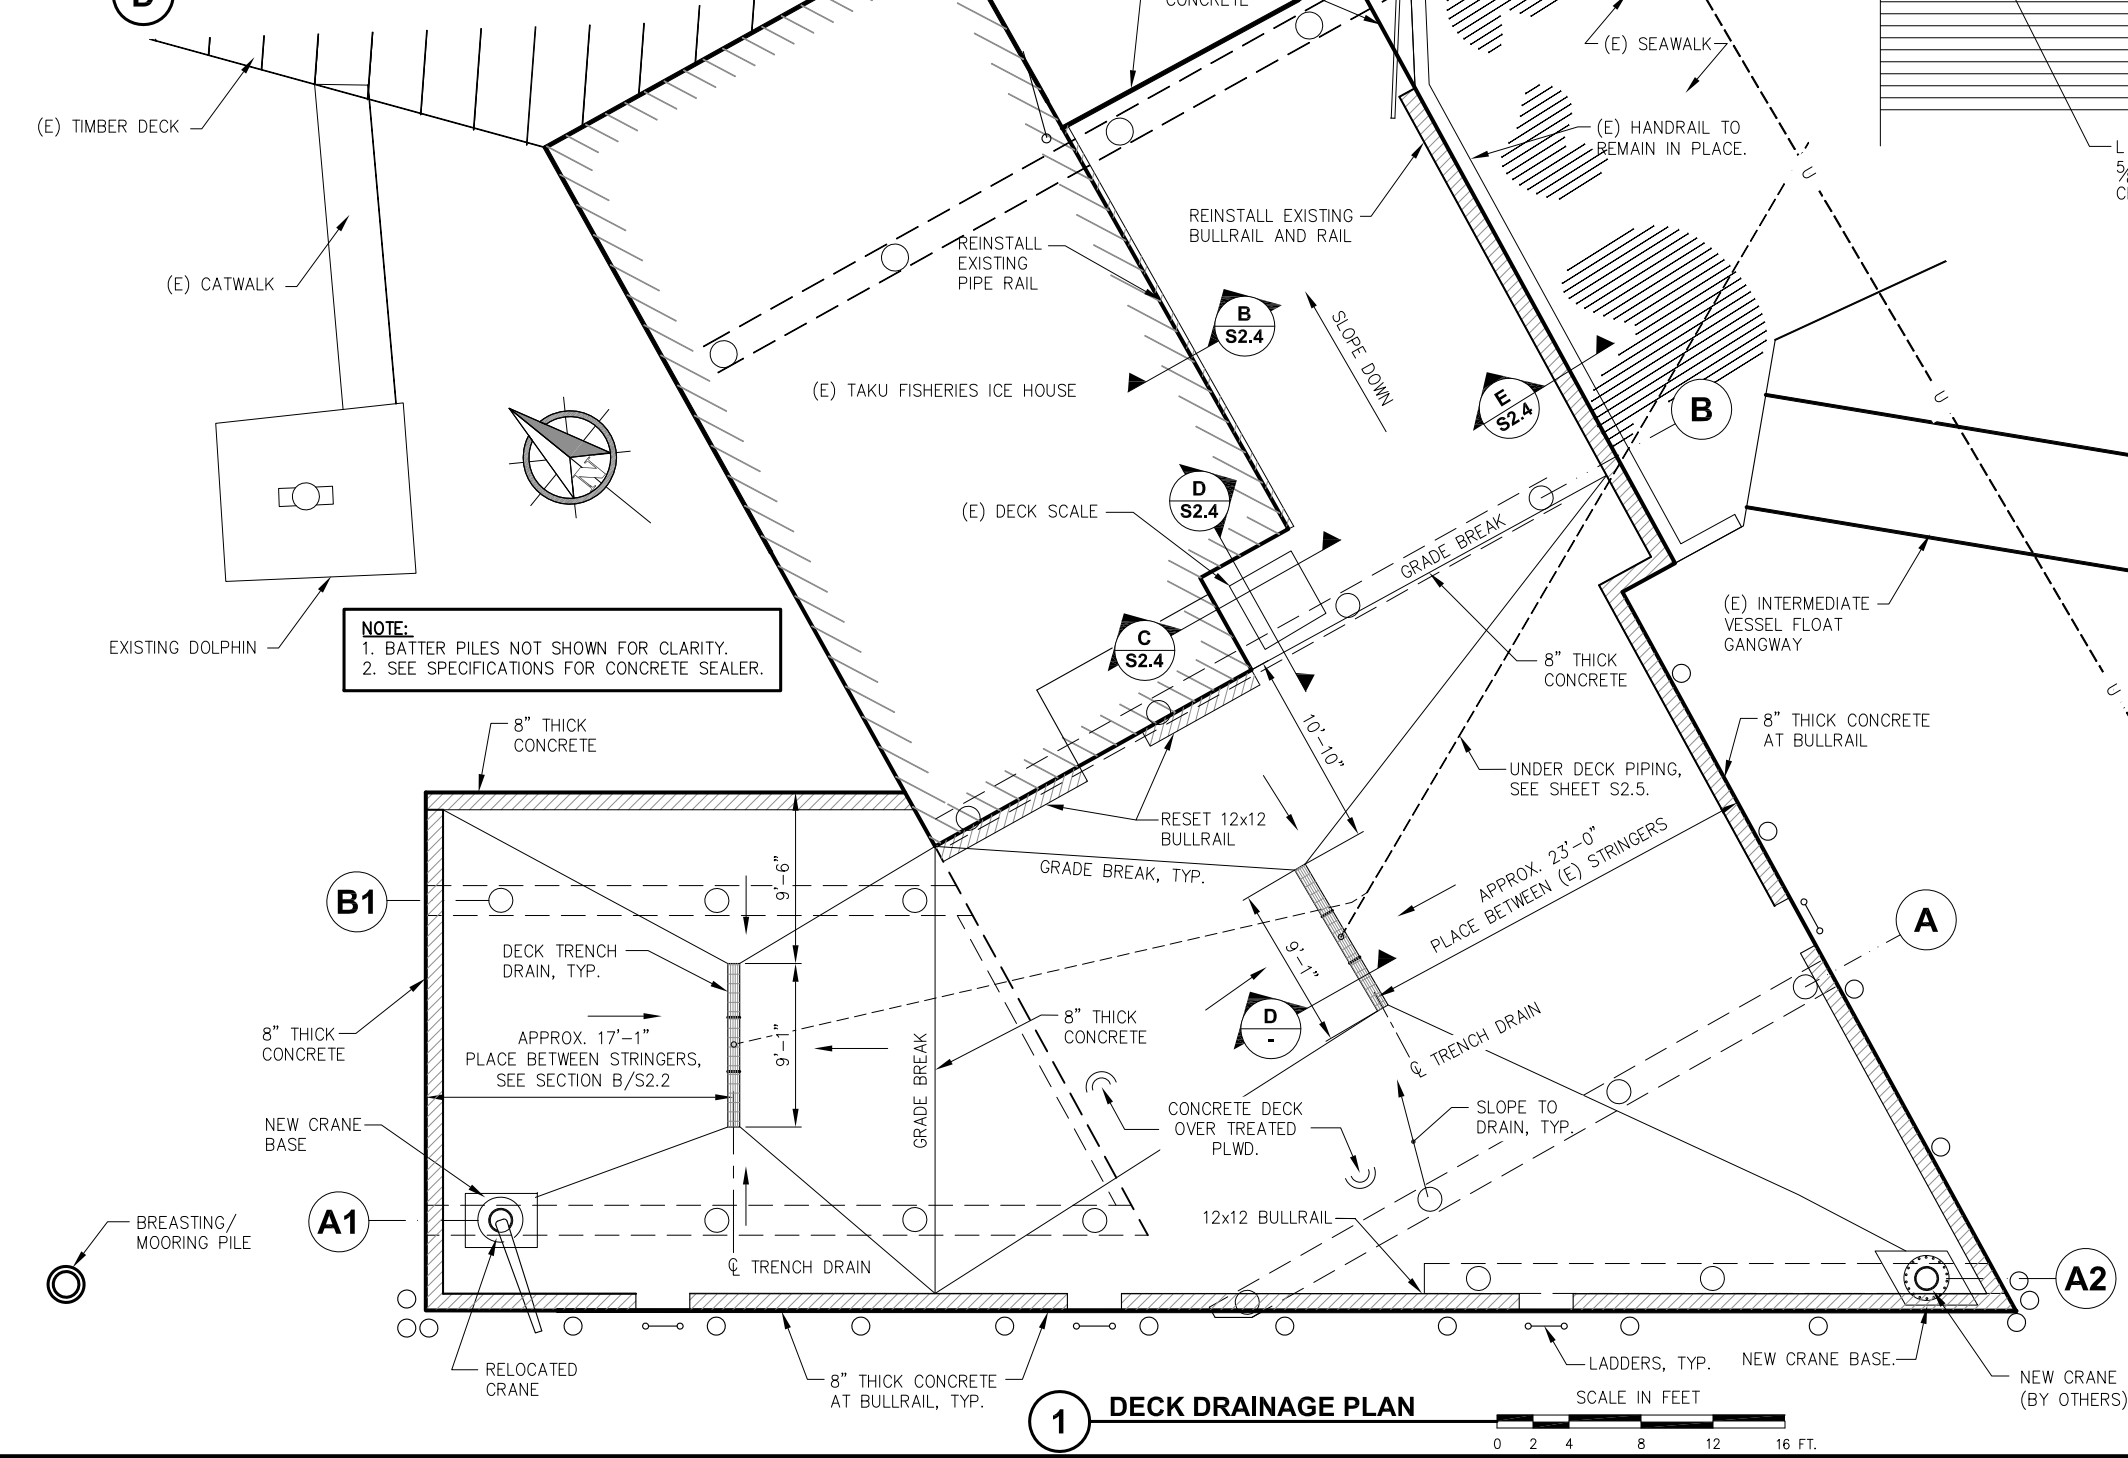 CONCRETE
(E) SEAWALK
(E) TIMBER DECK
(E) HANDRAIL TO
REMAIN IN PLACE.
L
5/
U
REINSTALL EXISTING
BULLRAIL AND RAIL
REINSTALL
EXISTING
PIPE RAIL
(E) CATWALK
B
S2.4
SLOPE DOWN
(E) TAKU FISHERIES ICE HOUSE
E
S2.4
B
U
D
S2.4
(E) DECK SCALE
GRADE BREAK
(E) INTERMEDIATE
VESSEL FLOAT
GANGWAY
EXISTING DOLPHIN
NOTE:
1. BATTER PILES NOT SHOWN FOR CLARITY.
2. SEE SPECIFICATIONS FOR CONCRETE SEALER.
C
S2.4
8" THICK
CONCRETE
U
8" THICK
CONCRETE
10'-10"
8" THICK CONCRETE
AT BULLRAIL
UNDER DECK PIPING,
SEE SHEET S2.5.
RESET 12x12
BULLRAIL
GRADE BREAK, TYP.
9'-6"
APPROX. 23'-0"
PLACE BETWEEN (E) STRINGERS
B1
A
DECK TRENCH
DRAIN, TYP.
9'-1"
8" THICK
CONCRETE
APPROX. 17'-1"
PLACE BETWEEN STRINGERS,
SEE SECTION B/S2.2
9'-1"
GRADE BREAK
8" THICK
CONCRETE
D
-
℄ TRENCH DRAIN
NEW CRANE
BASE
CONCRETE DECK
OVER TREATED
PLWD.
SLOPE TO
DRAIN, TYP.
A1
12x12 BULLRAIL
BREASTING/
MOORING PILE
℄ TRENCH DRAIN
A2
RELOCATED
CRANE
8" THICK CONCRETE
AT BULLRAIL, TYP.
LADDERS, TYP.
NEW CRANE BASE.
NEW CRANE
(BY OTHERS)
1
DECK DRAINAGE PLAN
SCALE IN FEET
0 2 4 8 12 16 FT.